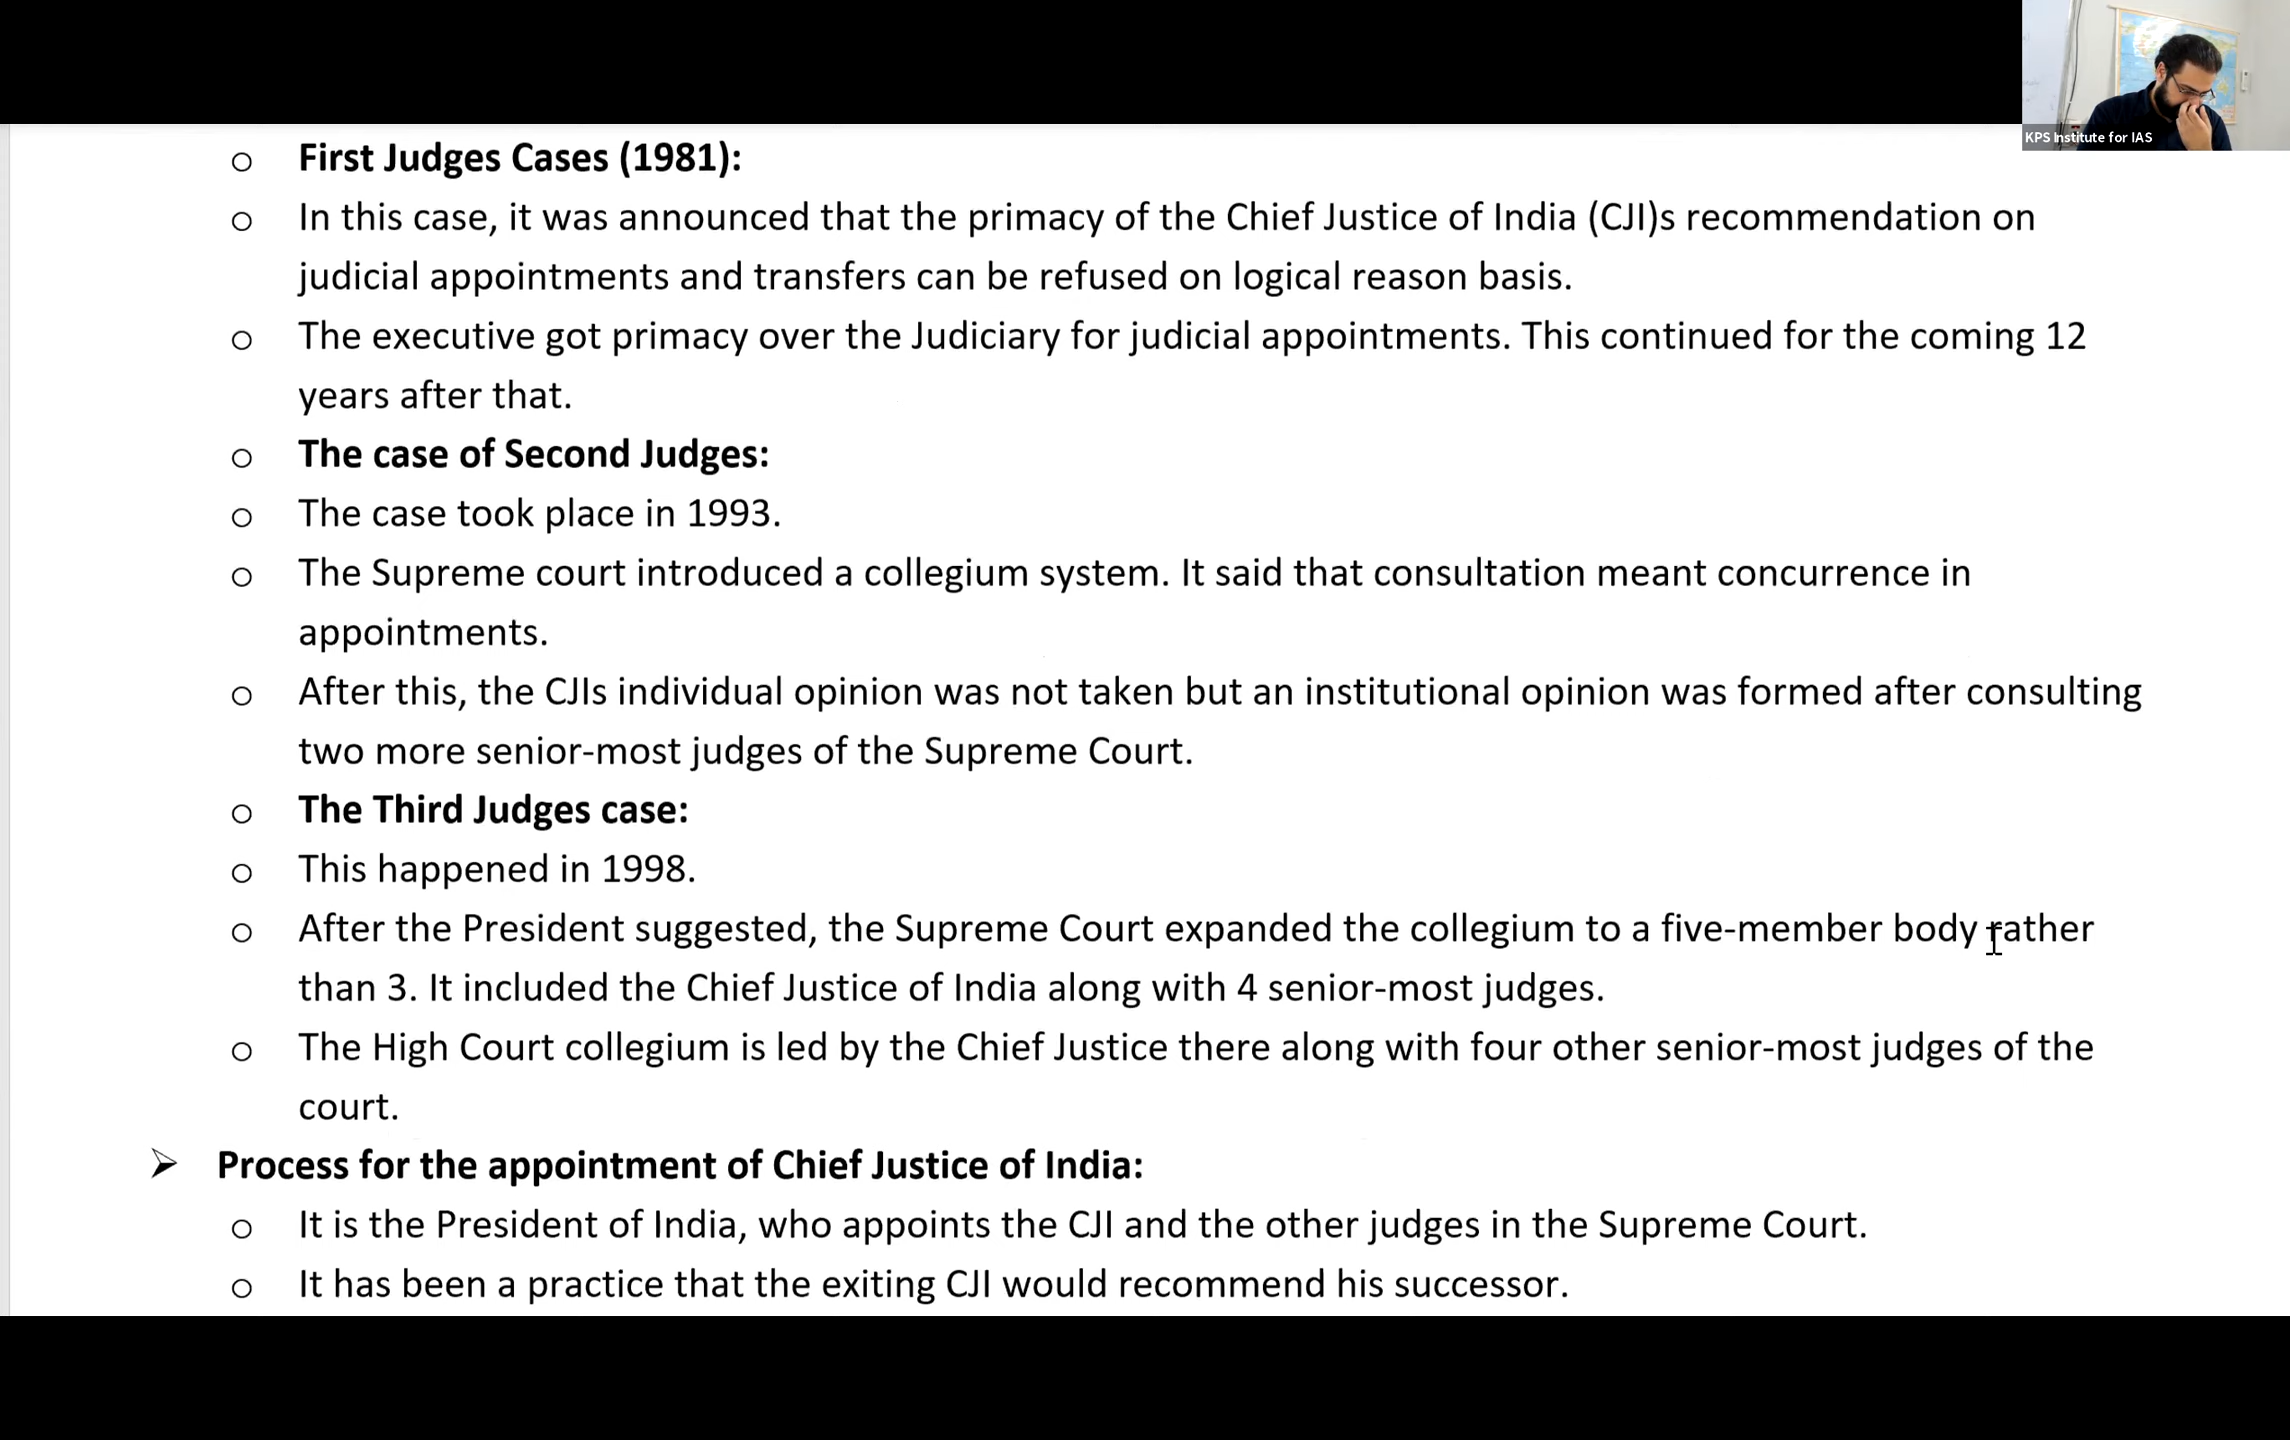 KPS Institute for IAS
o First Judges Cases (1981):
o In this case, it was announced that the primacy of the Chief Justice of India (CJI)s recommendation on
judicial appointments and transfers can be refused on logical reason basis.
o The executive got primacy over the Judiciary for judicial appointments. This continued for the coming 12
years after that.
o The case of Second Judges:
o The case took place in 1993.
o The Supreme court introduced a collegium system. It said that consultation meant concurrence in
appointments.
o After this, the CJIs individual opinion was not taken but an institutional opinion was formed after consulting
two more senior-most judges of the Supreme Court.
o The Third Judges case:
o This happened in 1998.
o After the President suggested, the Supreme Court expanded the collegium to a five-member body rather
than 3. It included the Chief Justice of India along with 4 senior-most judges.
o The High Court collegium is led by the Chief Justice there along with four other senior-most judges of the
court.
➢ Process for the appointment of Chief Justice of India:
o It is the President of India, who appoints the CJI and the other judges in the Supreme Court.
o It has been a practice that the exiting CJI would recommend his successor.